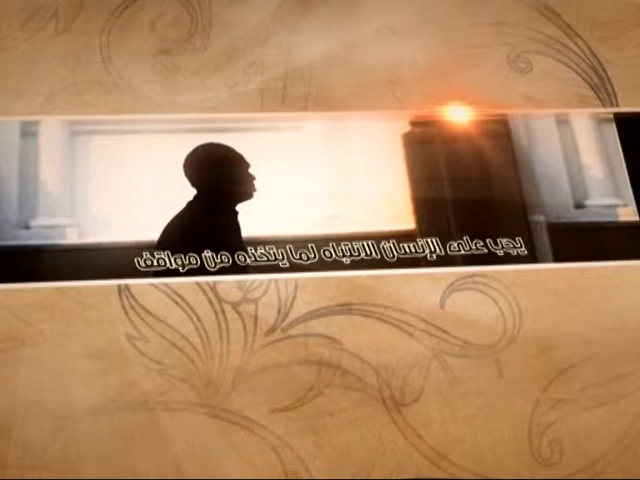 يجب على الإنسان الانتباه لما يتخذه من مواقف